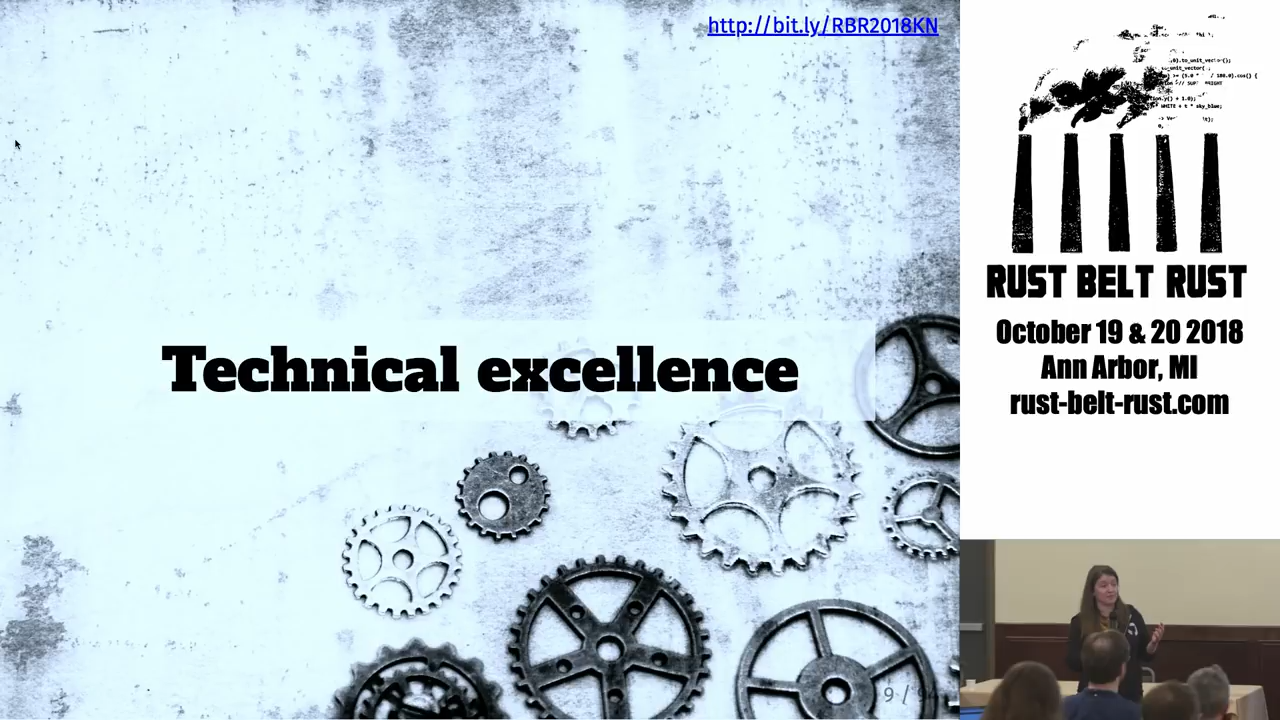 http://bit.ly/RBR2018KN
Technical excellence
9 /
RUST BELT RUST
October 19 & 20 2018
Ann Arbor, MI
rust-belt-rust.com